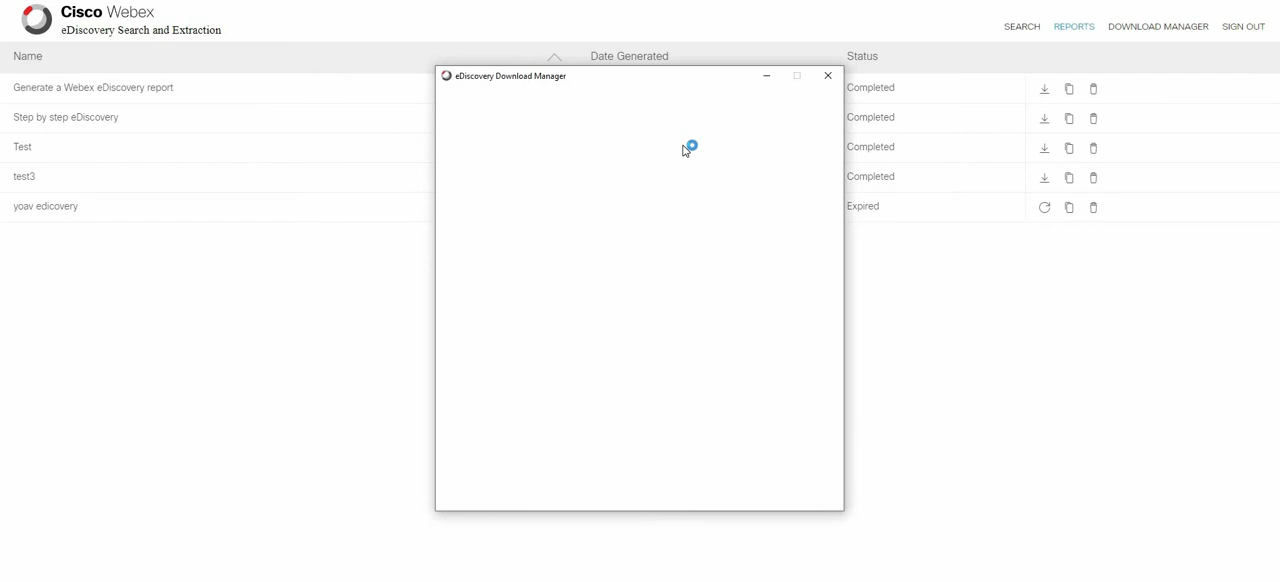 Cisco Webex
eDiscovery Search and Extraction
SEARCH REPORTS DOWNLOAD MANAGER SIGN OUT
Name Date Generated Status
eDiscovery Download Manager
Generate a Webex eDiscovery report Completed
Step by step eDiscovery Completed
Test Completed
test3 Completed
yoav edicovery Expired